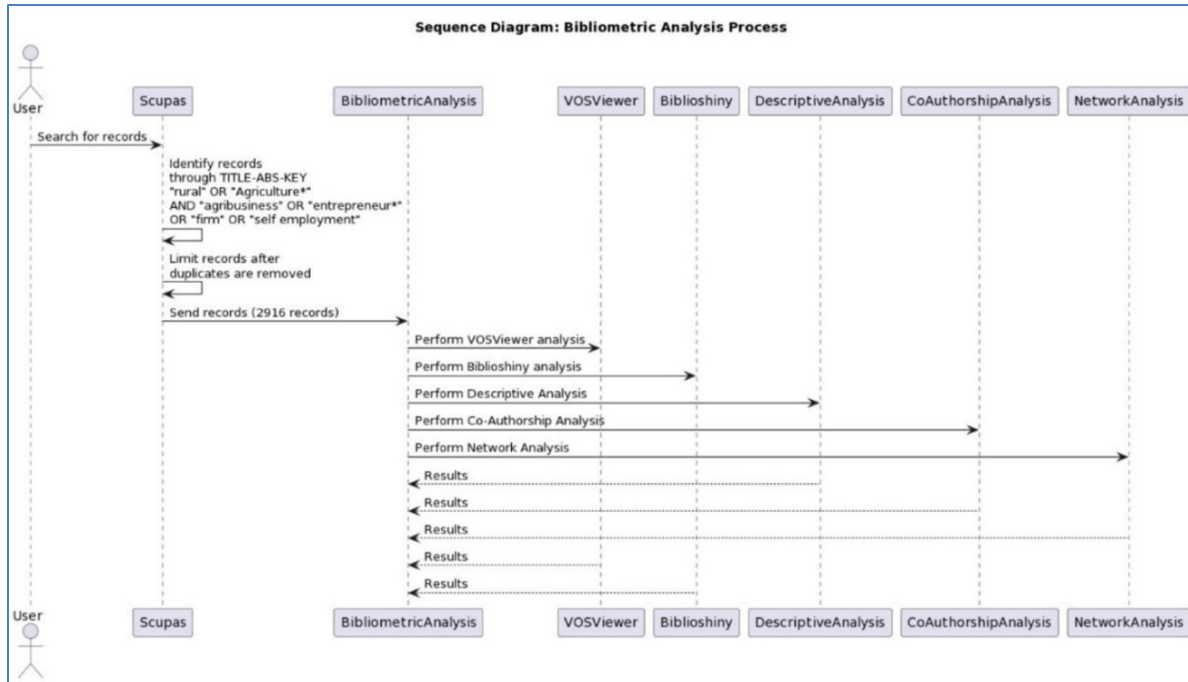 Sequence Diagram: Bibliometric Analysis Process
User
Scupas
BibliometricAnalysis
VOSViewer
Biblioshiny
DescriptiveAnalysis
CoAuthorshipAnalysis
NetworkAnalysis
Search for records
Identify records
through TITLE-ABS-KEY
"rural" OR "Agriculture*"
AND "agribusiness" OR "entrepreneur*"
OR "firm" OR "self employment"
Limit records after
duplicates are removed
Send records (2916 records)
Perform VOSViewer analysis
Perform Biblioshiny analysis
Perform Descriptive Analysis
Perform Co-Authorship Analysis
Perform Network Analysis
Results
Results
Results
Results
Results
User
Scupas
BibliometricAnalysis
VOSViewer
Biblioshiny
DescriptiveAnalysis
CoAuthorshipAnalysis
NetworkAnalysis